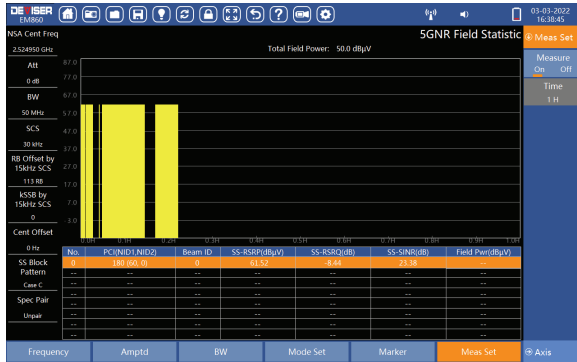 DEVISER
EM860
03-03-2022
16:38:45
NSA Cent Freq
2.524950 GHz
Att
0 dB
BW
50 MHz
SCS
30 kHz
RB Offset by
15kHz SCS
113 RB
kSSB by
15kHz SCS
0
Cent Offset
0 Hz
SS Block
Pattern
Case C
Spec Pair
Unpair
5GNR Field Statistic
Total Field Power: 50.0 dBμV
87.0
77.0
67.0
57.0
47.0
37.0
27.0
17.0
7.0
-3.0
0.0H 0.1H 0.2H 0.3H 0.4H 0.5H 0.6H 0.7H 0.8H 0.9H 1.0H
No. PCI(NID1,NID2) Beam ID SS-RSRP(dBμV) SS-RSRQ(dB) SS-SINR(dB) Field Pwr(dBμV)
0 180 (60, 0) 0 61.52 -8.44 23.38 --
-- -- -- -- -- -- --
-- -- -- -- -- -- --
-- -- -- -- -- -- --
-- -- -- -- -- -- --
-- -- -- -- -- -- --
-- -- -- -- -- -- --
-- -- -- -- -- -- --
Meas Set
Measure
On Off
Time
1 H
Frequency Amptd BW Mode Set Marker Meas Set Axis